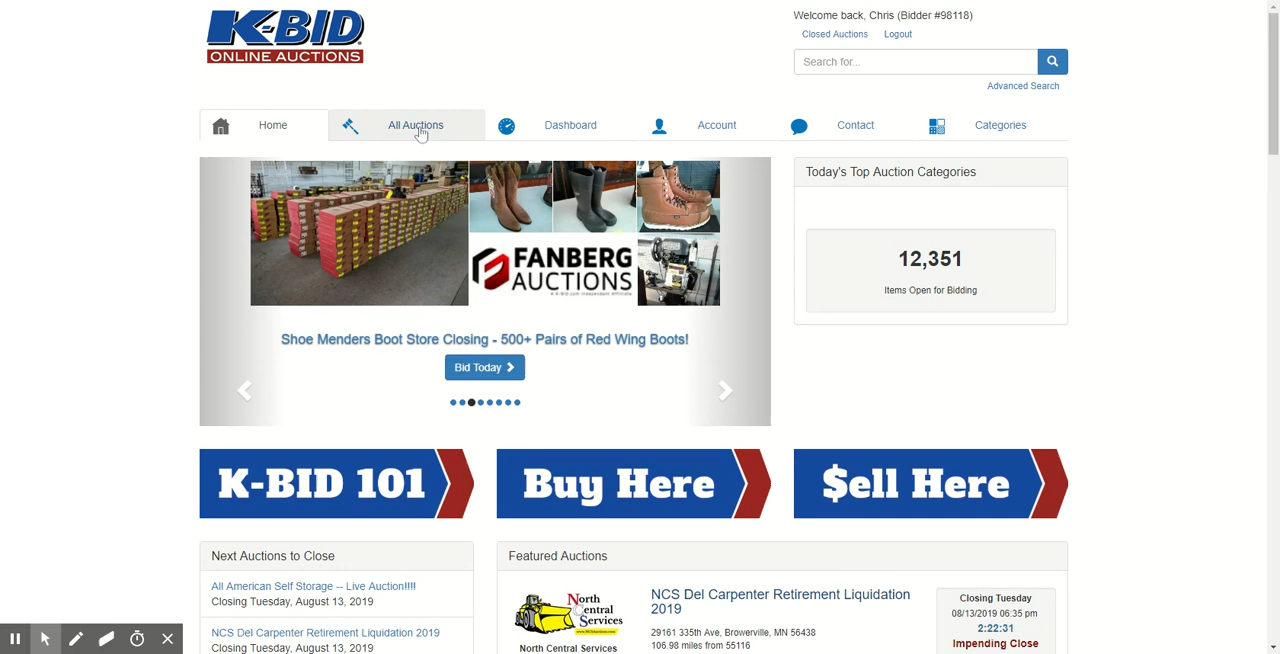 K-BID
ONLINE AUCTIONS
Welcome back, Chris (Bidder #98118)
Closed Auctions Logout
Search for...
Advanced Search
Home All Auctions Dashboard Account Contact Categories
FANBERG
AUCTIONS
Shoe Menders Boot Store Closing - 500+ Pairs of Red Wing Boots!
Bid Today
Today's Top Auction Categories
12,351
Items Open for Bidding
K-BID 101
Buy Here
$ell Here
Next Auctions to Close
All American Self Storage -- Live Auction!!!!
Closing Tuesday, August 13, 2019
NCS Del Carpenter Retirement Liquidation 2019
Closing Tuesday, August 13, 2019
Featured Auctions
North
Central
Services
North Central Services
NCS Del Carpenter Retirement Liquidation
2019
29161 335th Ave, Browerville, MN 56438
106.98 miles from 55116
Closing Tuesday
08/13/2019 06:35 pm
2:22:31
Impending Close